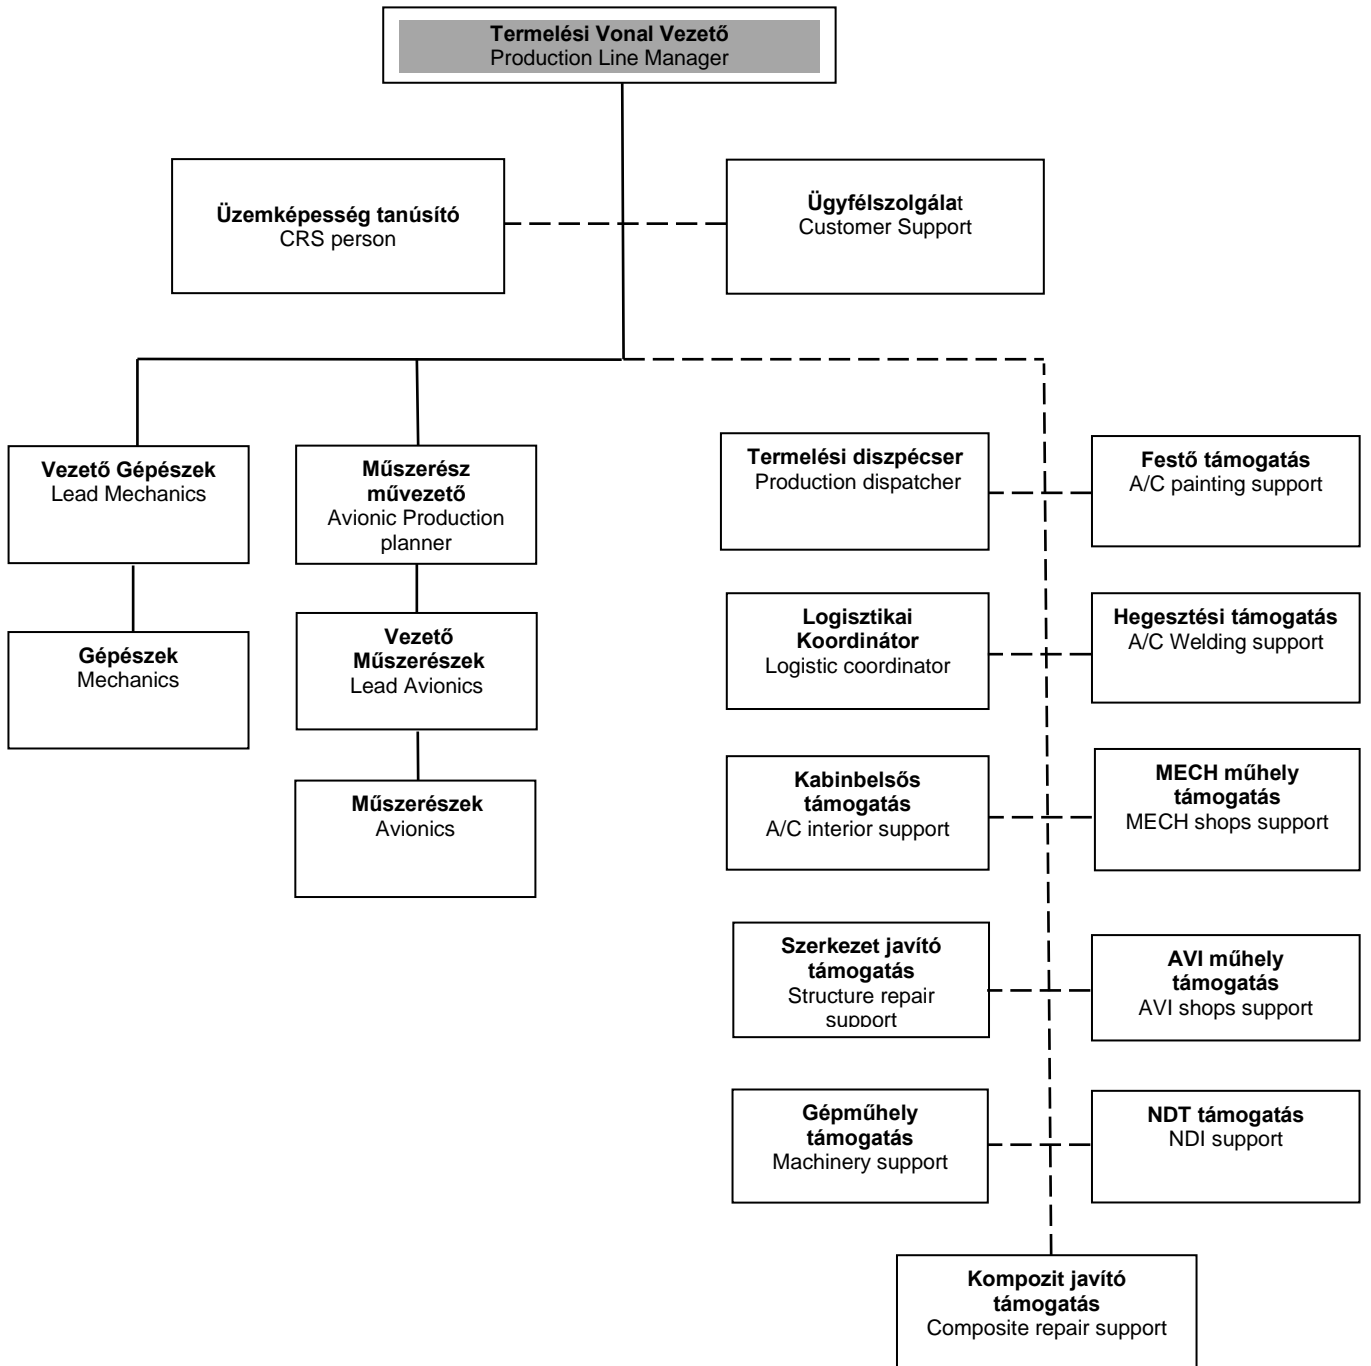 Termelési Vonal Vezető
Production Line Manager
Üzemképesség tanúsító
CRS person
Ügyfélszolgálat
Customer Support
Vezető Gépészek
Lead Mechanics
Műszerész
művezető
Avionic Production
planner
Termelési diszpécser
Production dispatcher
Festő támogatás
A/C painting support
Gépészek
Mechanics
Vezető
Műszerészek
Lead Avionics
Logisztikai
Koordinátor
Logistic coordinator
Hegesztési támogatás
A/C Welding support
Műszerészek
Avionics
Kabinbelsős
támogatás
A/C interior support
MECH műhely
támogatás
MECH shops support
Szerkezet javító
támogatás
Structure repair
support
AVI műhely
támogatás
AVI shops support
Gépműhely
támogatás
Machinery support
NDT támogatás
NDI support
Kompozit javító
támogatás
Composite repair support